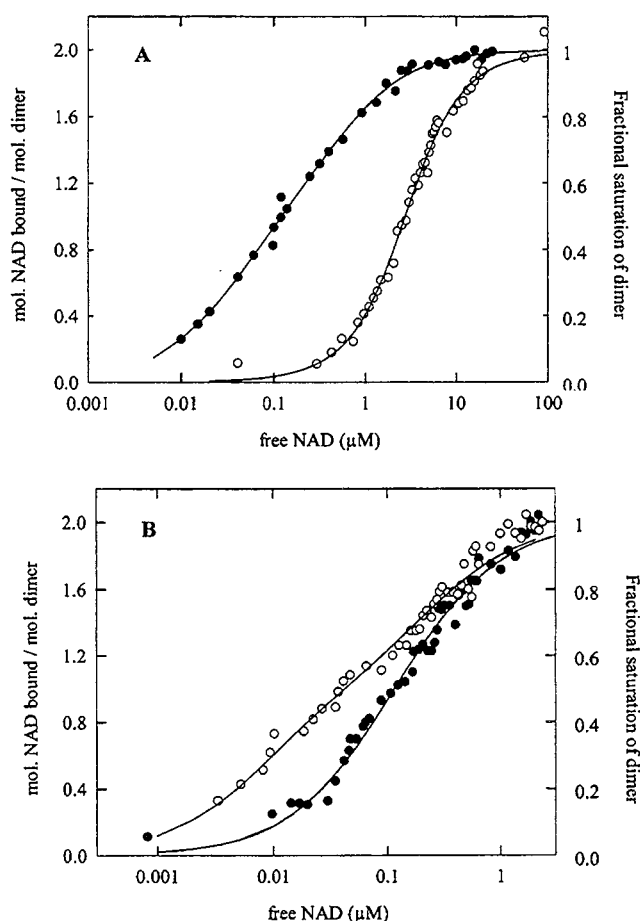 A
2.0
1.6
1.2
0.8
0.4
0.0
mol. NAD bound / mol. dimer
1
0.8
0.6
0.4
0.2
0.0
Fractional saturation of dimer
0.001 0.01 0.1 1 10 100
free NAD (µM)
B
2.0
1.6
1.2
0.8
0.4
0.0
mol. NAD bound / mol. dimer
1
0.8
0.6
0.4
0.2
0.0
Fractional saturation of dimer
0.001 0.01 0.1 1
free NAD (µM)